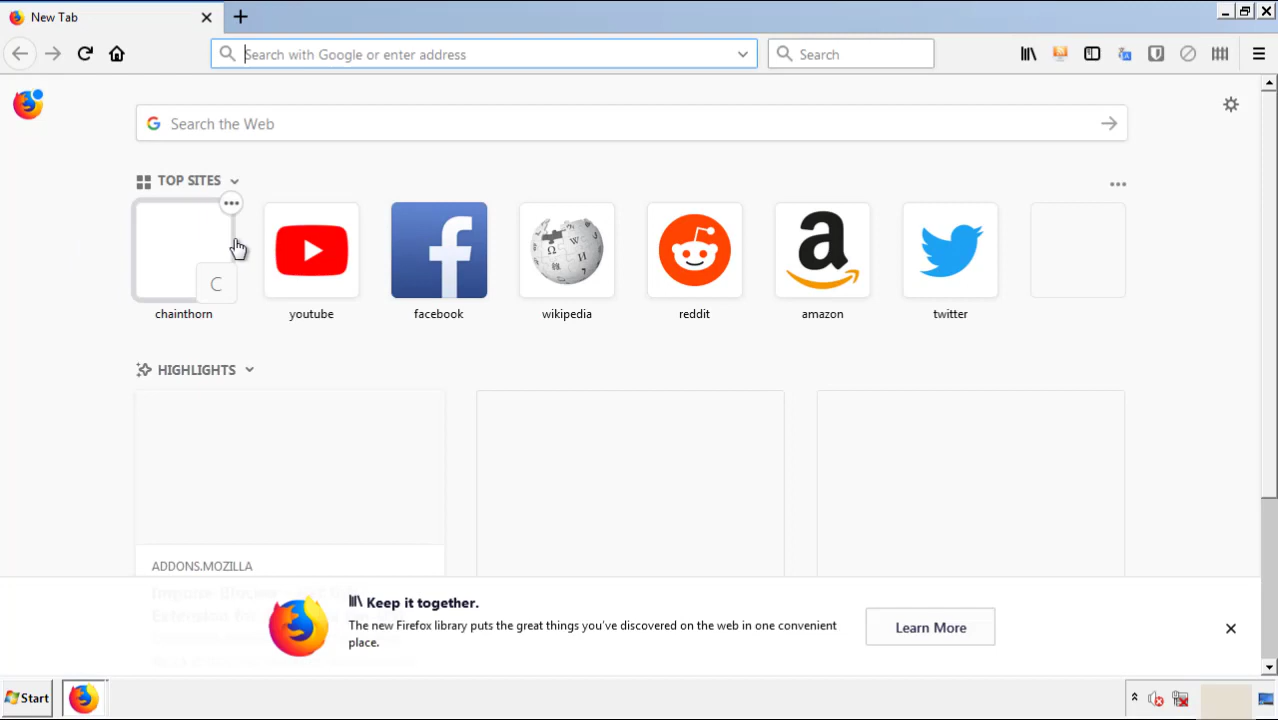 New Tab
Search with Google or enter address
Search
Search the Web
TOP SITES
C
chainthorn
youtube
facebook
wikipedia
reddit
amazon
twitter
HIGHLIGHTS
ADDONS.MOZILLA
Keep it together.
The new Firefox library puts the great things you've discovered on the web in one convenient
place.
Learn More
Start